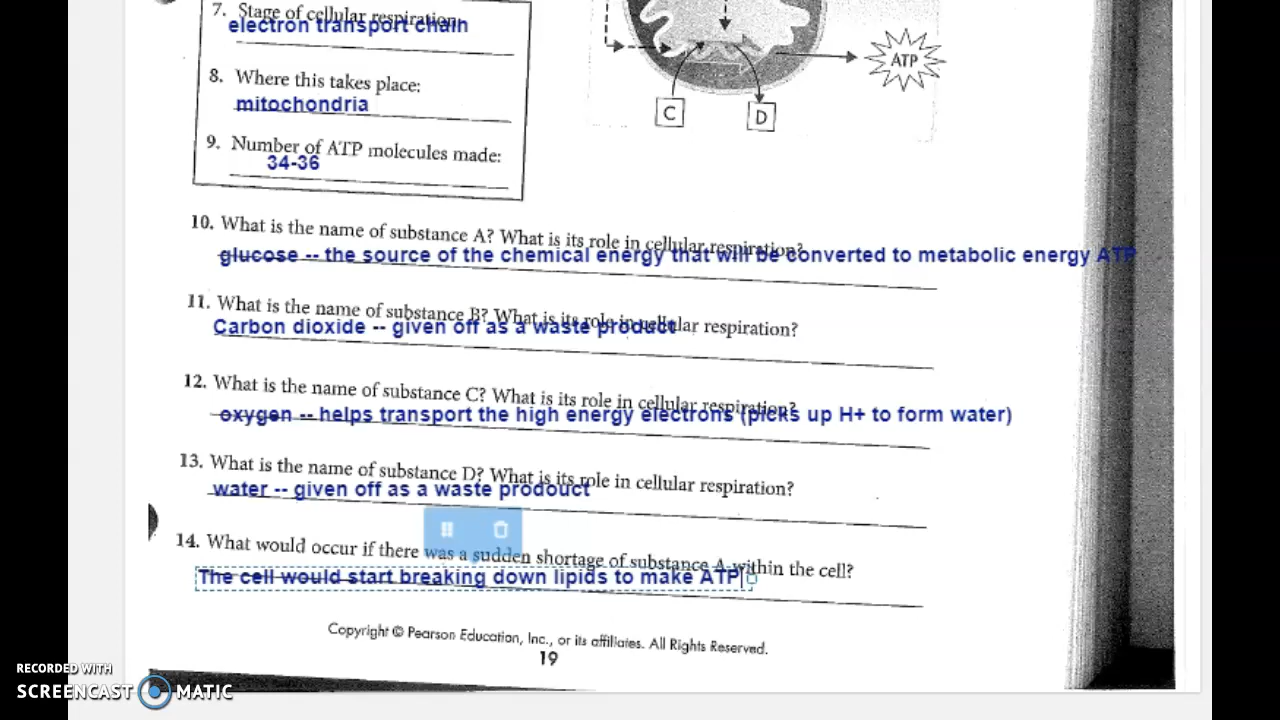 7. Stage of cellular respiration:
electron transport chain
8. Where this takes place:
mitochondria
9. Number of ATP molecules made:
34-36
ATP
C D
10. What is the name of substance A? What is its role in cellular respiration?
glucose -- the source of the chemical energy that will be converted to metabolic energy ATP
11. What is the name of substance B? What is its role in cellular respiration?
Carbon dioxide -- given off as a waste product
12. What is the name of substance C? What is its role in cellular respiration?
oxygen -- helps transport the high energy electrons (picks up H+ to form water)
13. What is the name of substance D? What is its role in cellular respiration?
water -- given off as a waste prodouct
14. What would occur if there was a sudden shortage of substance A within the cell?
The cell would start breaking down lipids to make ATP
Copyright © Pearson Education, Inc., or its affiliates. All Rights Reserved.
19
RECORDED WITH
SCREENCAST MATIC